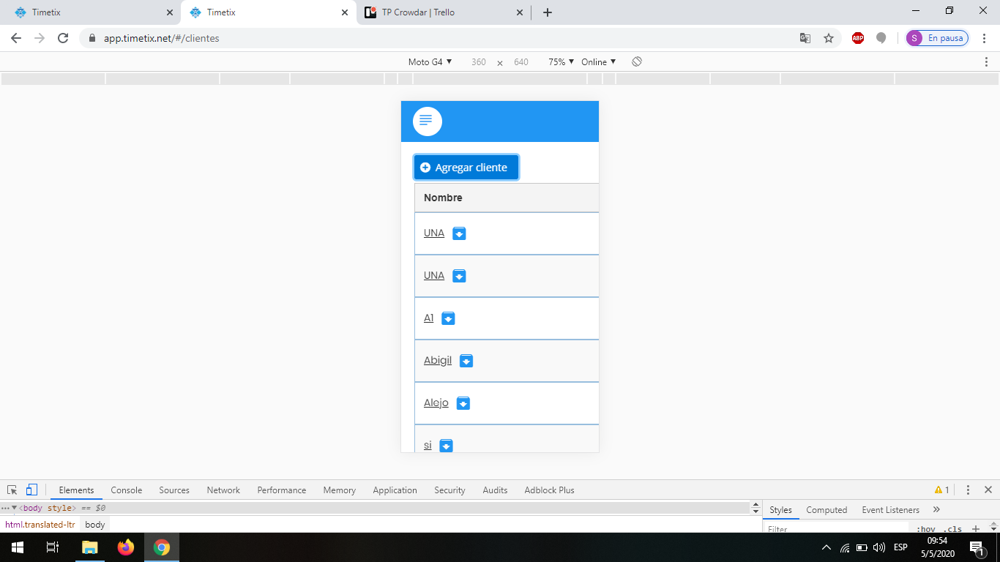 Timetix
Timetix
TP Crowdar | Trello
app.timetix.net/#/clientes
ABP
S
En pausa
Moto G4 ▼ 360 × 640 75% ▼ Online ▼
Agregar cliente
Nombre
UNA
UNA
A1
Abigil
Alejo
si
Elements Console Sources Network Performance Memory Application Security Audits Adblock Plus
1
<body style> == $0
html.translated-ltr body
Styles Computed Event Listeners »
Filter :hov .cls +
ESP
09:54
5/5/2020
1